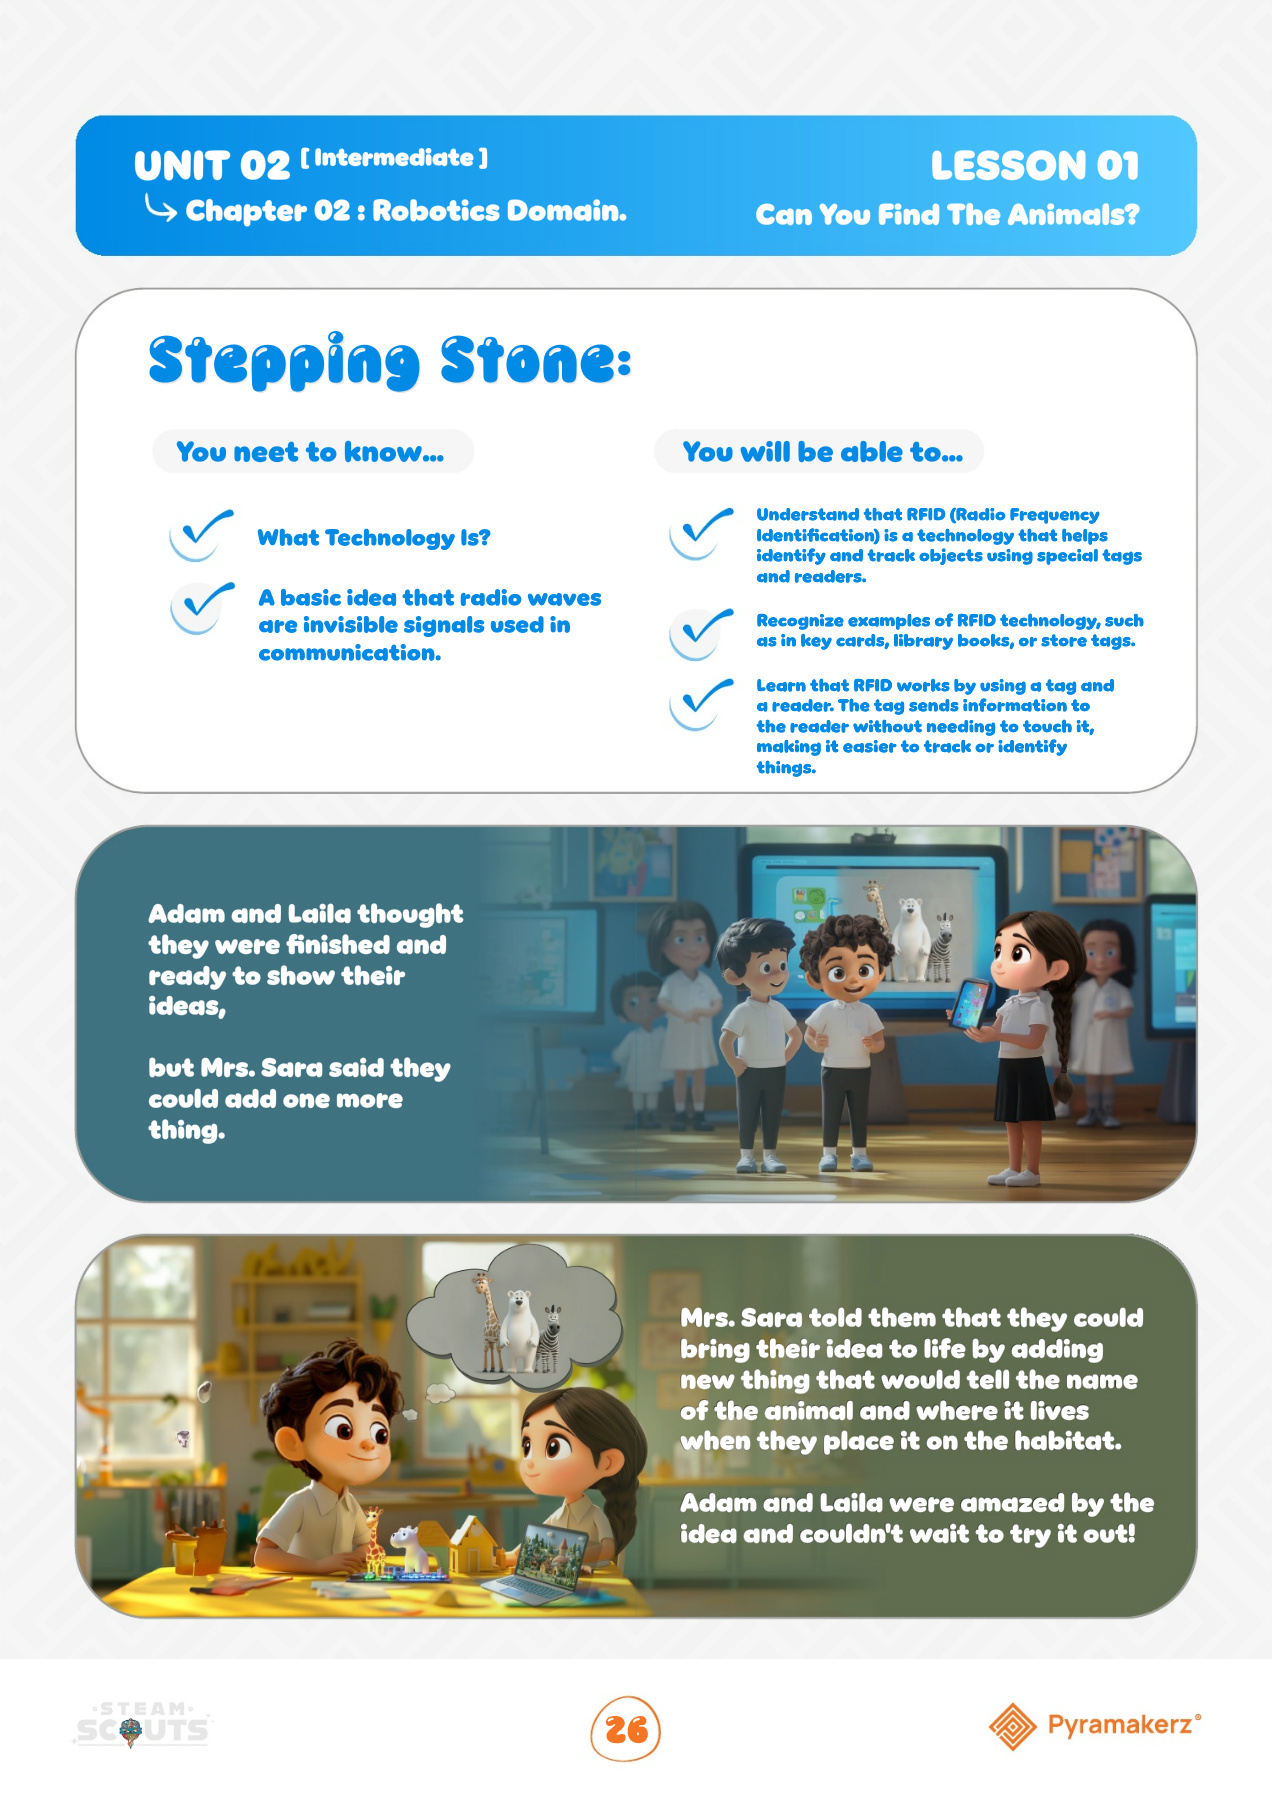 UNIT 02 [ Intermediate ]
Chapter 02 : Robotics Domain.
LESSON 01
Can You Find The Animals?
Stepping Stone:
You neet to know...
What Technology Is?
A basic idea that radio waves
are invisible signals used in
communication.
You will be able to...
Understand that RFID (Radio Frequency
Identification) is a technology that helps
identify and track objects using special tags
and readers.
Recognize examples of RFID technology, such
as in key cards, library books, or store tags.
Learn that RFID works by using a tag and
a reader. The tag sends information to
the reader without needing to touch it,
making it easier to track or identify
things.
Adam and Laila thought
they were finished and
ready to show their
ideas,
but Mrs. Sara said they
could add one more
thing.
Mrs. Sara told them that they could
bring their idea to life by adding
new thing that would tell the name
of the animal and where it lives
when they place it on the habitat.
Adam and Laila were amazed by the
idea and couldn't wait to try it out!
STEAM
SCOUTS
26
Pyramakerz®